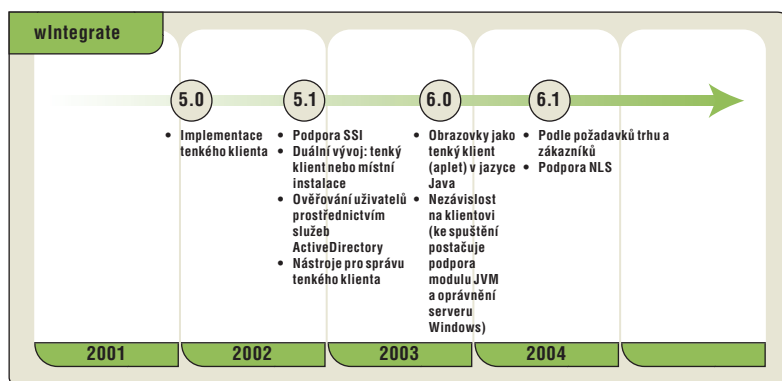 wIntegrate
5.0
5.1
6.0
6.1
• Implementace
tenkého klienta
• Podpora SSI
• Duální vývoj: tenký
klient nebo místní
instalace
• Ověřování uživatelů
prostřednictvím
služeb
ActiveDirectory
• Nástroje pro správu
tenkého klienta
• Obrazovky jako
tenký klient
(aplet) v jazyce
Java
• Nezávislost
na klientovi
(ke spuštění
postačuje
podpora
modulu JVM
a oprávnění
serveru
Windows)
• Podle požadavků trhu a
zákazníků
• Podpora NLS
2001
2002
2003
2004